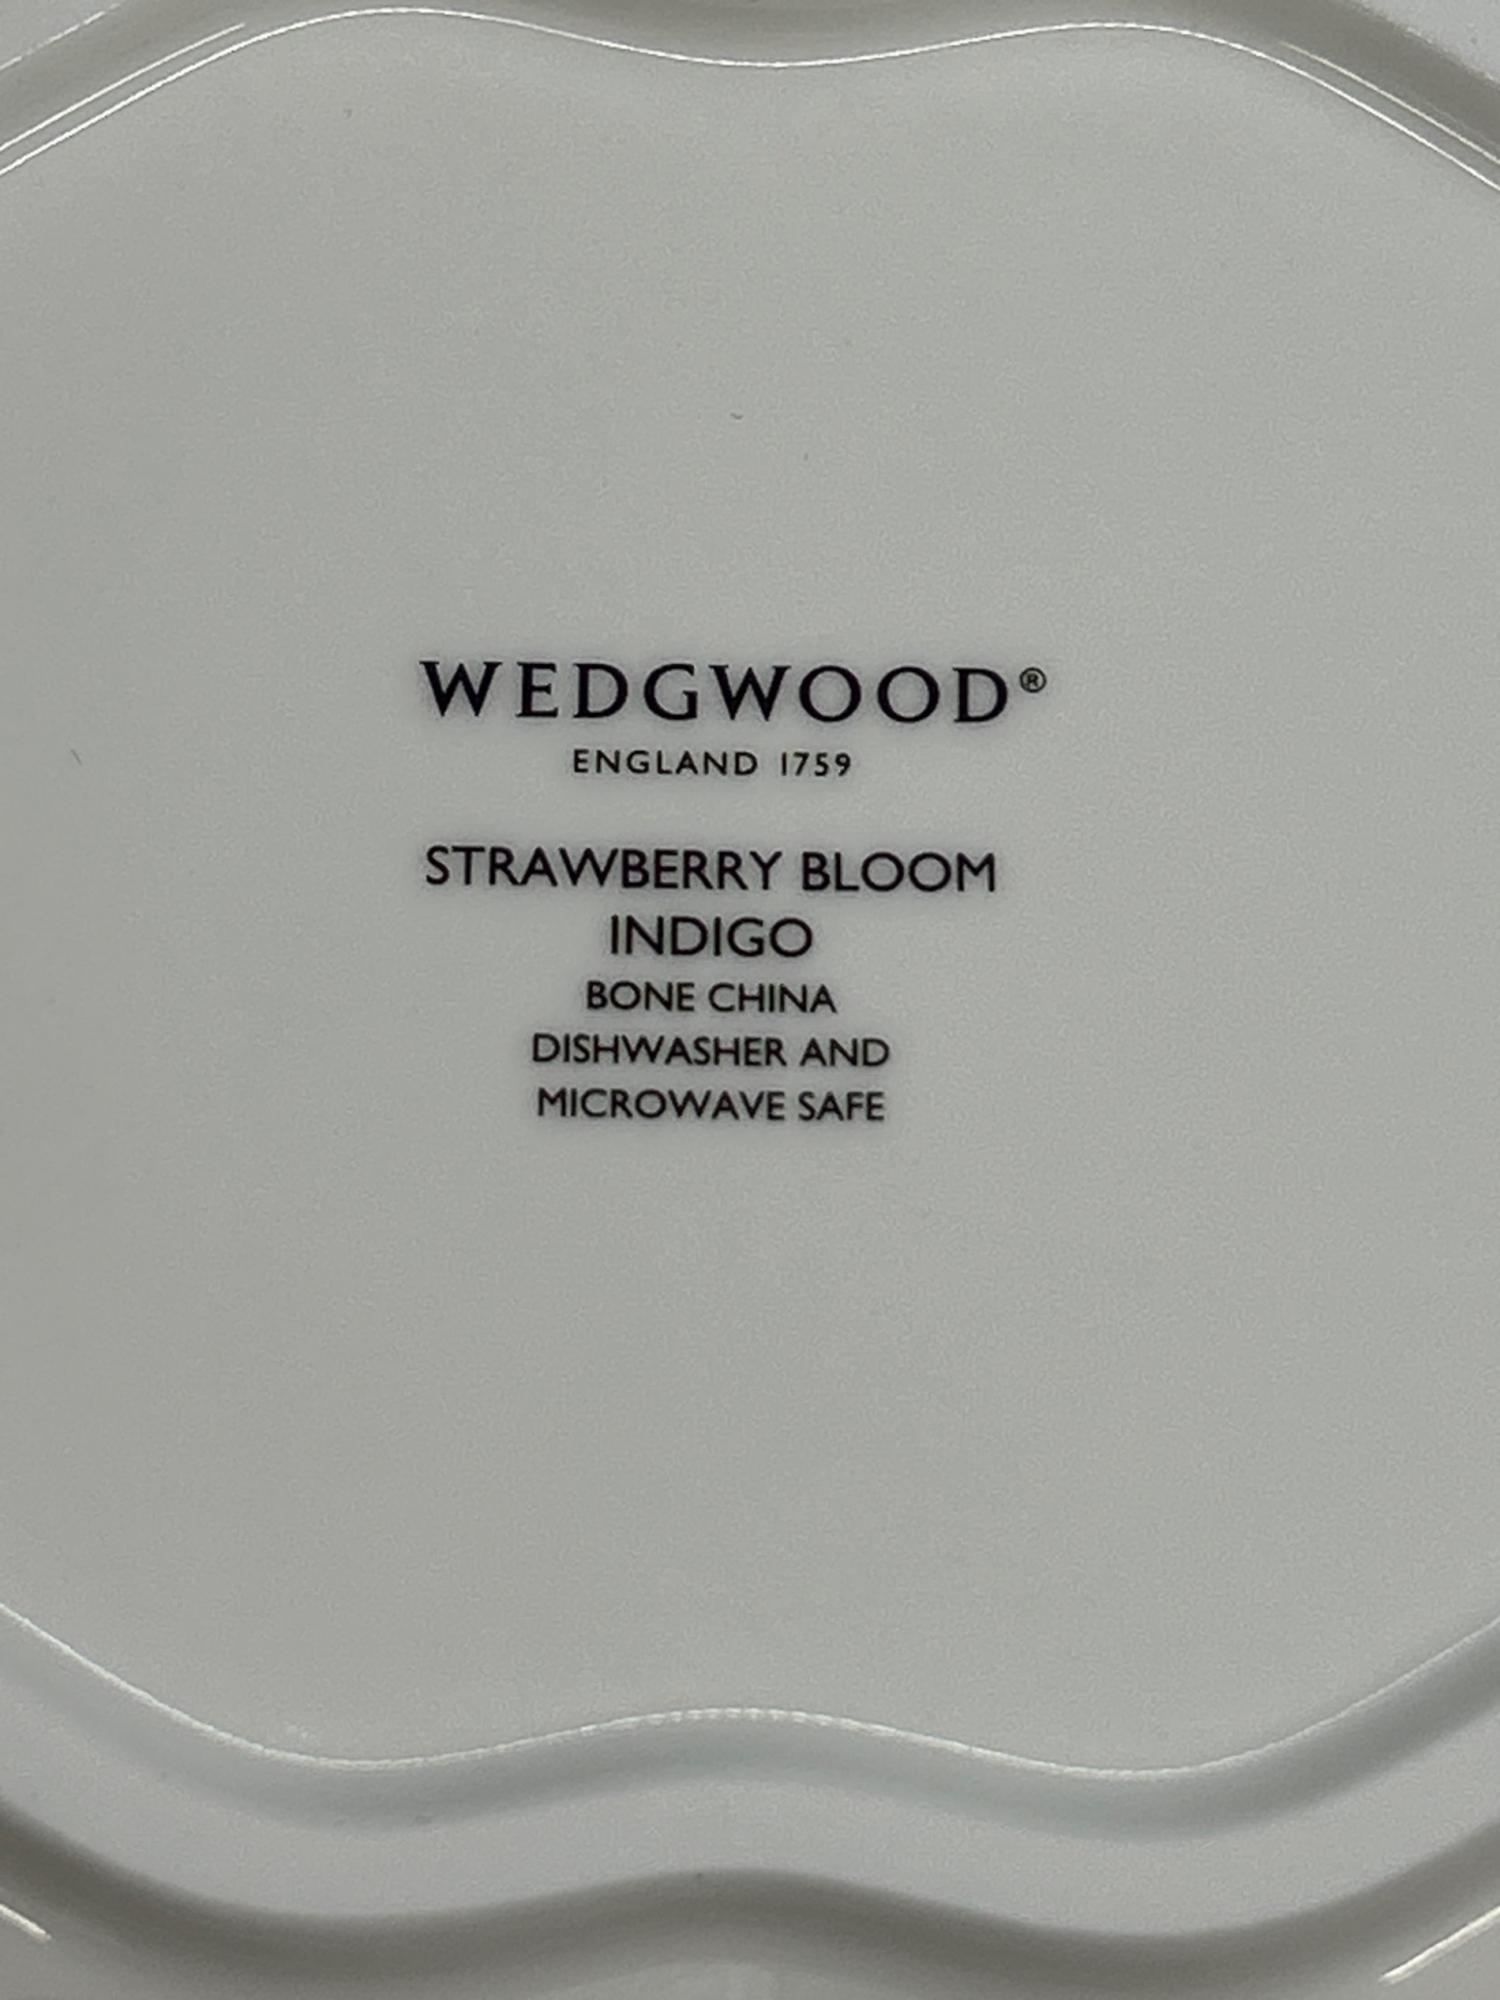 WEDGWOOD®
ENGLAND 1759
STRAWBERRY BLOOM
INDIGO
BONE CHINA
DISHWASHER AND
MICROWAVE SAFE